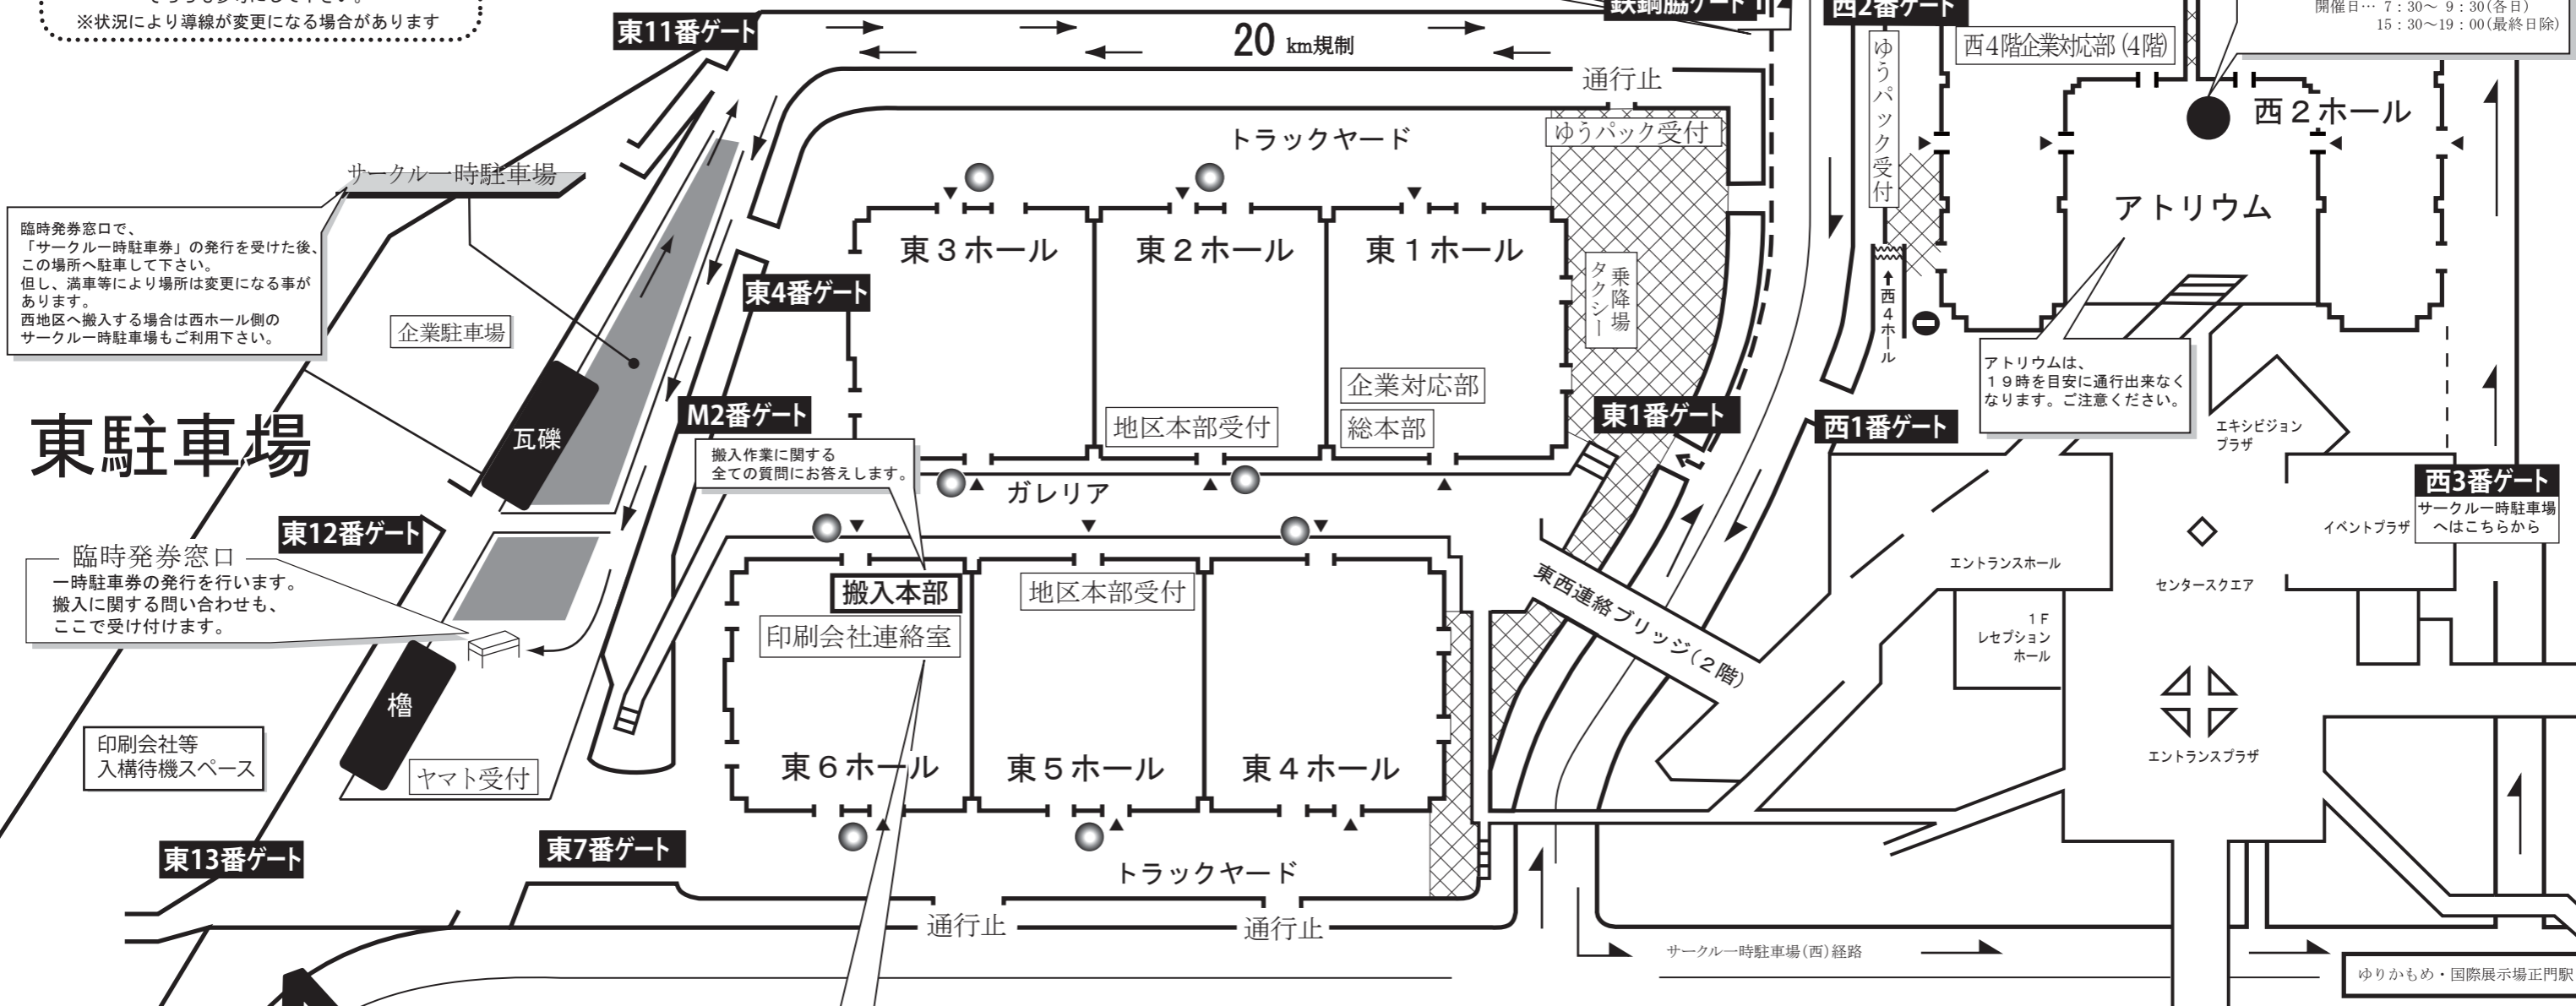 ※状況により導線が変更になる場合があります
東11番ゲート
20 km規制
西2番ゲート
開催日… 7：30～ 9：30(各日)
15：30～19：00(最終日除)
西4階企業対応部 (4階)
通行止
ゆうパック受付
ゆうパック受付
西２ホール
トラックヤード
サークル一時駐車場
アトリウム
臨時発券窓口で、
「サークル一時駐車券」の発行を受けた後、
この場所へ駐車して下さい。
但し、満車等により場所は変更になる事が
あります。
西地区へ搬入する場合は西ホール側の
サークル一時駐車場もご利用下さい。
東３ホール
東２ホール
東１ホール
タクシー
乗降場
東4番ゲート
西４ホール
企業駐車場
アトリウムは、
１９時を目安に通行出来なく
なります。ご注意ください。
企業対応部
総本部
地区本部受付
M2番ゲート
東1番ゲート
西1番ゲート
東駐車場
瓦礫
エキシビジョン
プラザ
搬入作業に関する
全ての質問にお答えします。
ガレリア
西3番ゲート
サークル一時駐車場
へはこちらから
東12番ゲート
イベントプラザ
臨時発券窓口
一時駐車券の発行を行います。
搬入に関する問い合わせも、
ここで受け付けます。
搬入本部
印刷会社連絡室
地区本部受付
東西連絡ブリッジ(２階)
エントランスホール
センタースクエア
１Ｆ
レセプション
ホール
櫓
印刷会社等
入構待機スペース
ヤマト受付
東６ホール
東５ホール
東４ホール
エントランスプラザ
東13番ゲート
東7番ゲート
トラックヤード
通行止
通行止
サークル一時駐車場(西)経路
ゆりかもめ・国際展示場正門駅